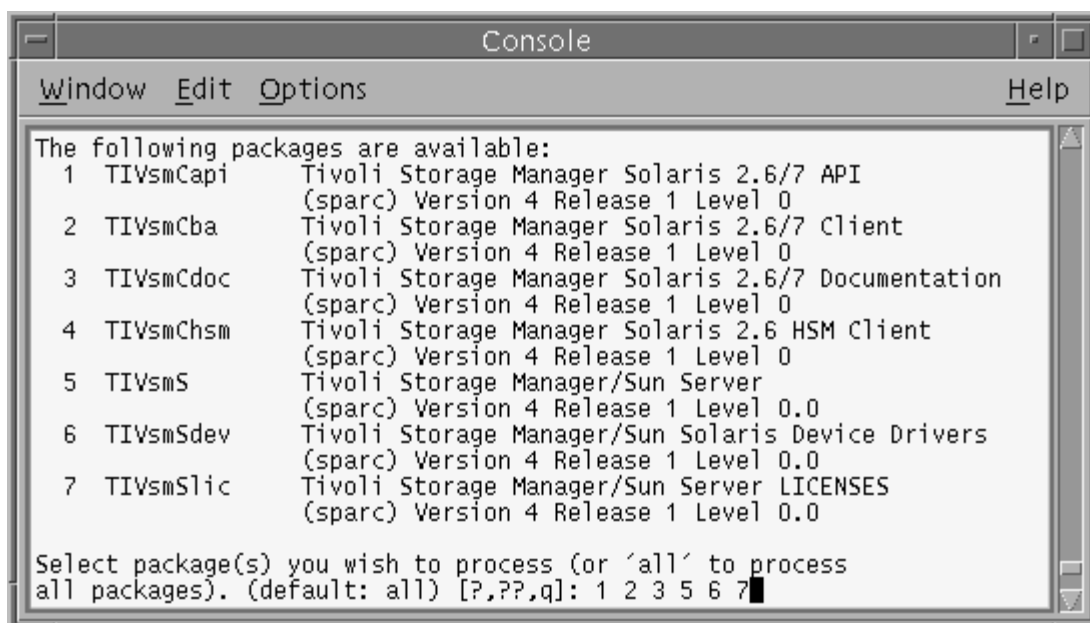 Console
Window Edit Options Help
The following packages are available:
1 TIVsmCapi Tivoli Storage Manager Solaris 2.6/7 API
(sparc) Version 4 Release 1 Level 0
2 TIVsmCba Tivoli Storage Manager Solaris 2.6/7 Client
(sparc) Version 4 Release 1 Level 0
3 TIVsmCdoc Tivoli Storage Manager Solaris 2.6/7 Documentation
(sparc) Version 4 Release 1 Level 0
4 TIVsmChsm Tivoli Storage Manager Solaris 2.6 HSM Client
(sparc) Version 4 Release 1 Level 0
5 TIVsmS Tivoli Storage Manager/Sun Server
(sparc) Version 4 Release 1 Level 0.0
6 TIVsmSdev Tivoli Storage Manager/Sun Solaris Device Drivers
(sparc) Version 4 Release 1 Level 0.0
7 TIVsmSlic Tivoli Storage Manager/Sun Server LICENSES
(sparc) Version 4 Release 1 Level 0.0
Select package(s) you wish to process (or ´all´ to process
all packages). (default: all) [?,??,q]: 1 2 3 5 6 7